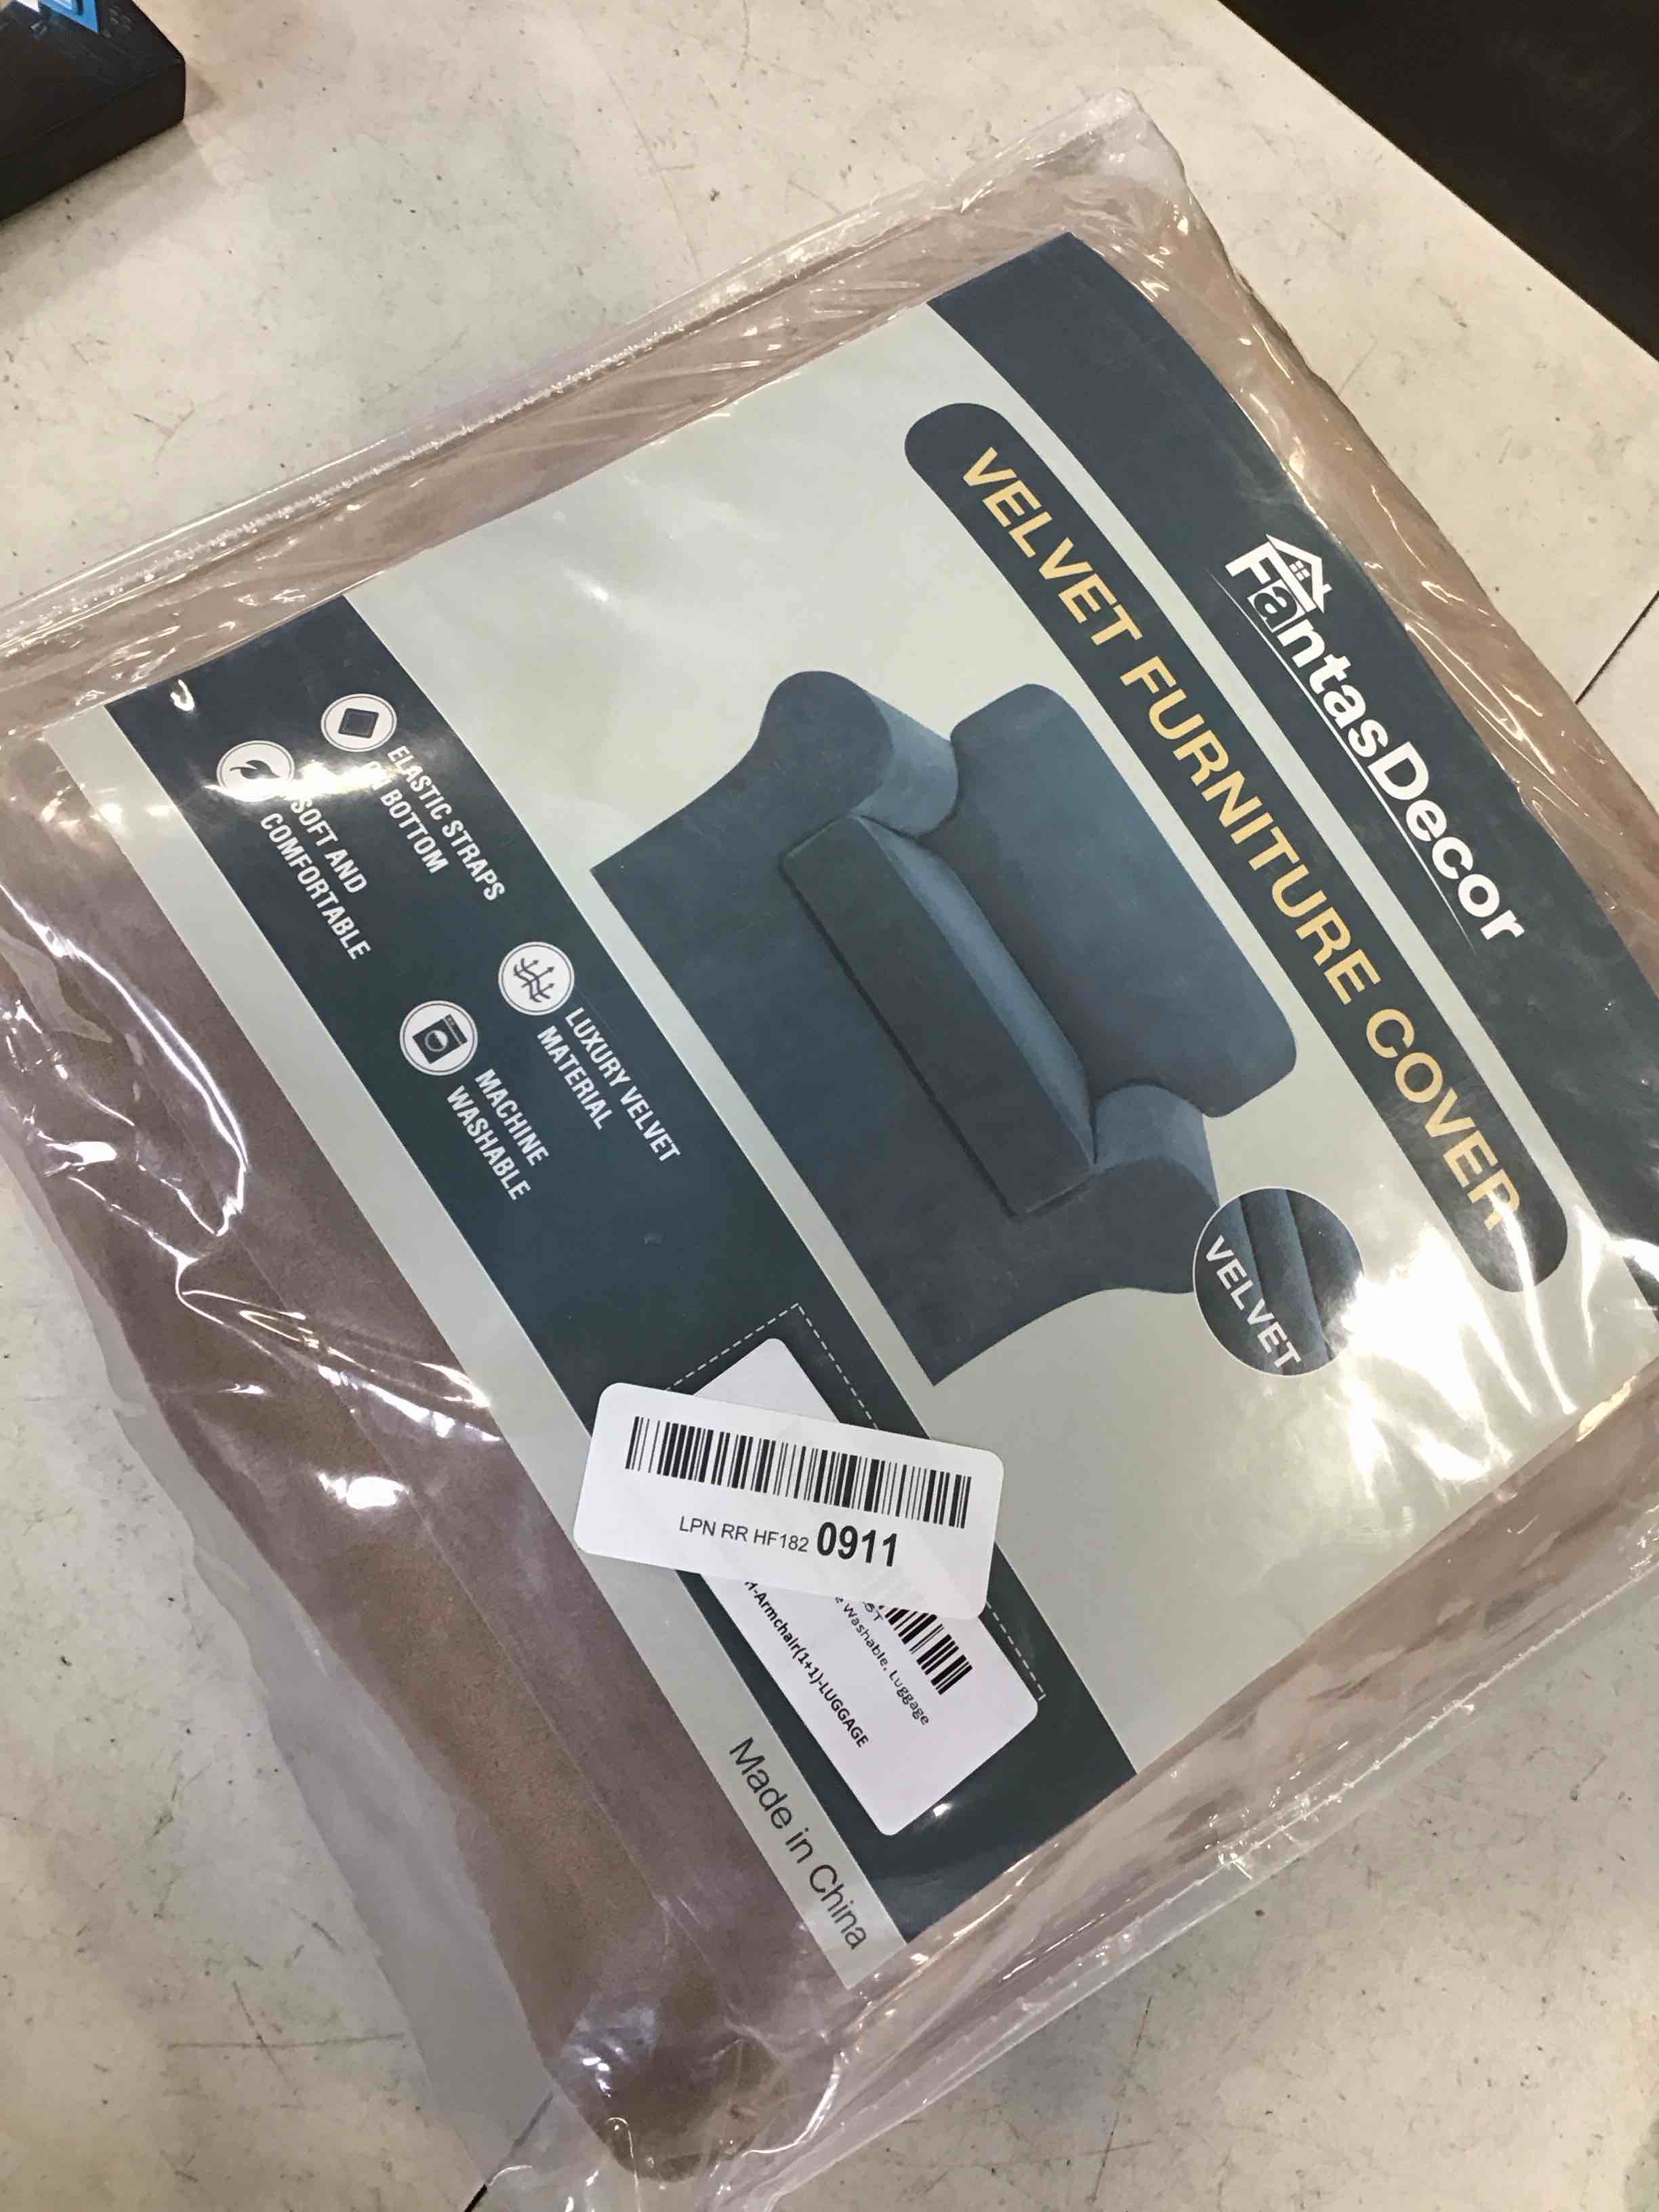 FantasDecor
VELVET FURNITURE COVER
VELVET
ELASTIC STRAPS
ON BOTTOM
SOFT AND
COMFORTABLE
LUXURY VELVET
MATERIAL
MACHINE
WASHABLE
LPN RR HF182 0911
Washable, Luggage
-Armchair(1+1)-LUGGAGE
Made in China